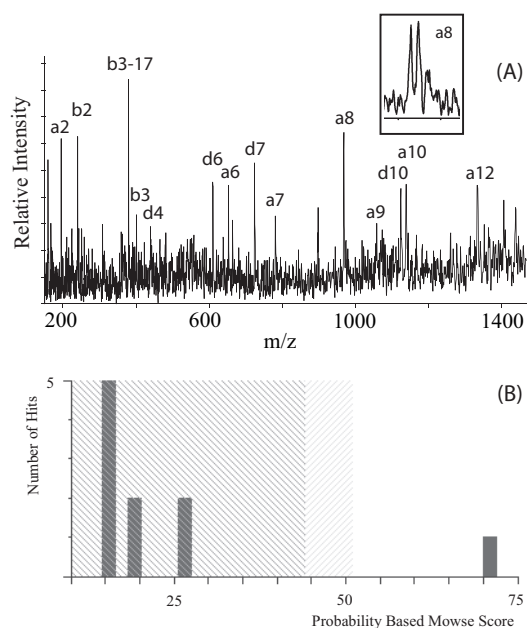 a8
(A)
b3-17
a2
b2
b3
d4
d6
a6
d7
a7
a8
a9
d10
a10
a12
Relative Intensity
200
600
1000
1400
m/z
(B)
5
Number of Hits
25
50
75
Probability Based Mowse Score